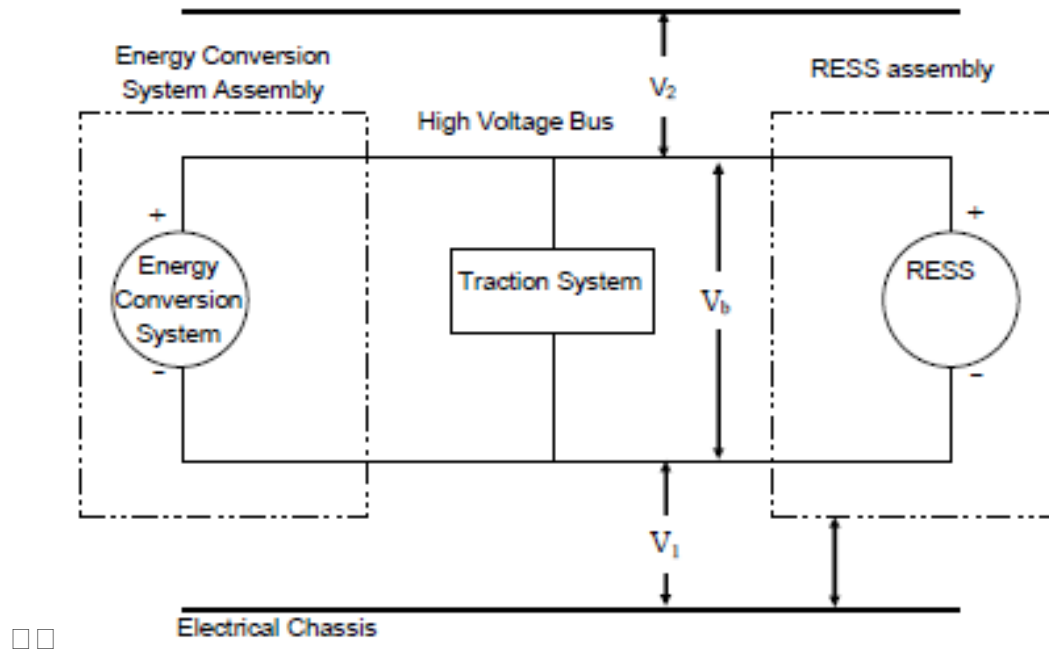 Energy Conversion
System Assembly
RESS assembly
V₂
High Voltage Bus
+
+
Energy
Conversion
System
Traction System
V_b
RESS
-
-
V₁
Electrical Chassis